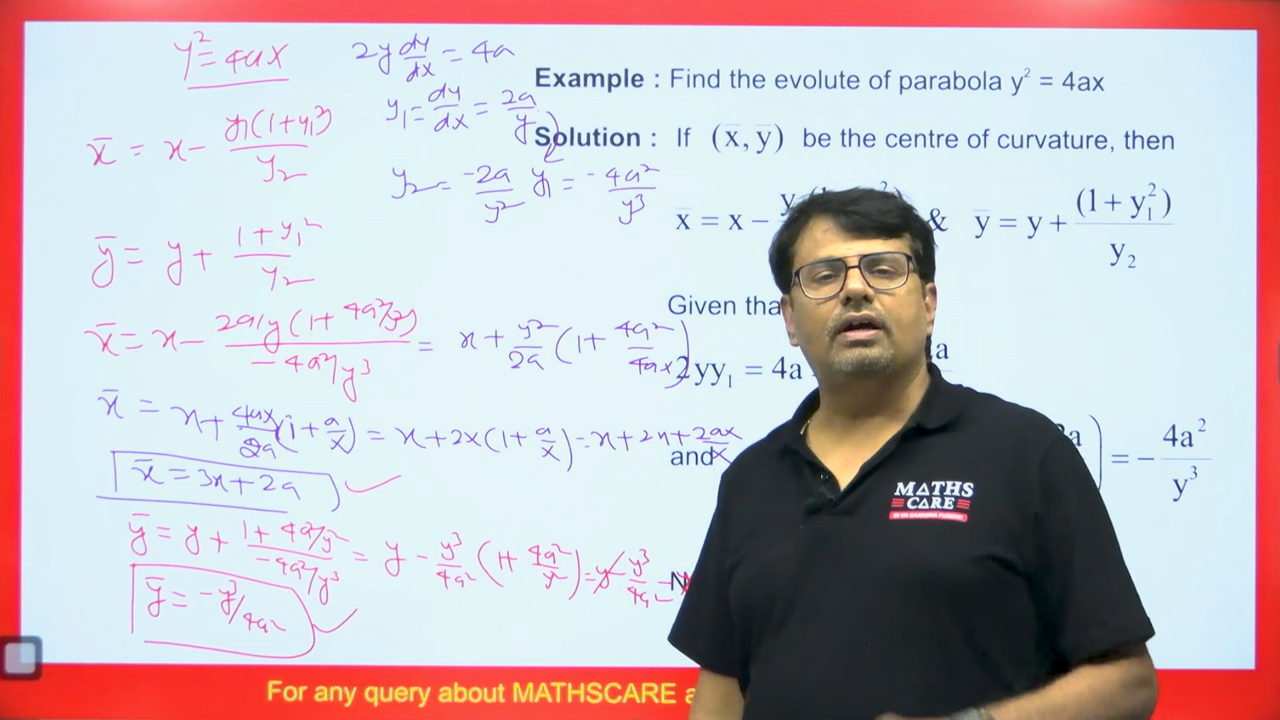 y² = 4ax
2y dy/dx = 4a
y₁ = dy/dx = 2a/y
x̄ = x - y₁(1+y₁²)/y₂
y₂ = -2a/y² y₁ = -4a²/y³
ȳ = y + 1+y₁²/y₂
x̄ = x - 2a/y (1+ 4a²/y²)/-4a²/y³ = x + y²/2a (1+ 4a²/4ax)
x̄ = x + 4ax/2a (1+ a/x) = x+2x(1+ a/x) = x+2x+ 2ax/x
x̄ = 3x+2a
ȳ = y + 1+4a²/y²/-4a²/y³ = y - y³/4a² (1+ 4a²/y²) = y - y³/4a² - y
ȳ = -y³/4a²
Example : Find the evolute of parabola y² = 4ax
Solution : If (x̄, ȳ) be the centre of curvature, then
x̄ = x − & ȳ = y + (1 + y₁²)/y₂
Given
2yy₁ = 4a
and = − 4a²/y³
MATHS
CARE
For any query about MATHSCARE